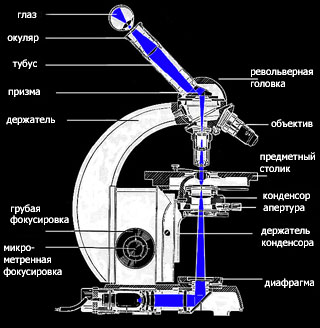 глаз
окуляр
тубус
призма
держатель
револьверная
головка
объектив
предметный
столик
конденсор
апертура
держатель
конденсора
диафрагма
грубая
фокусировка
микро-
метренная
фокусировка